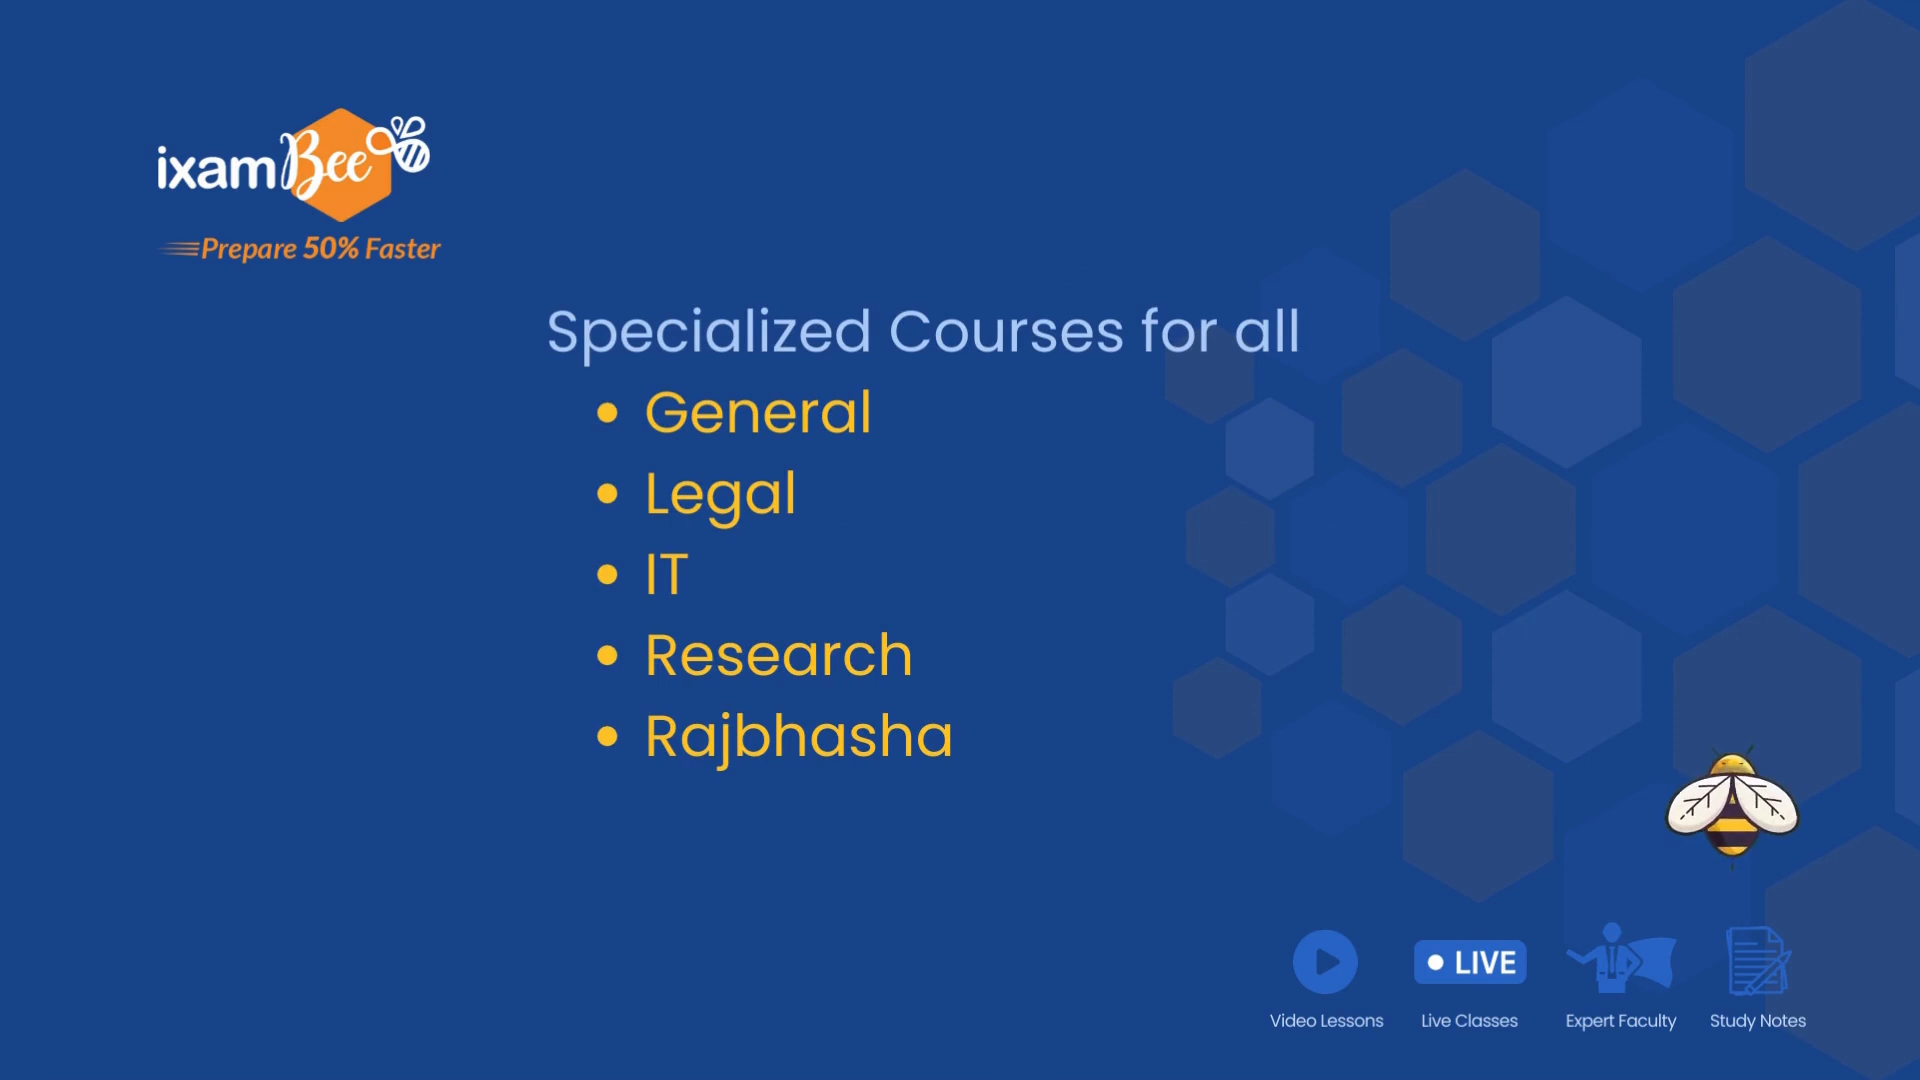 ixamBee
Prepare 50% Faster
Specialized Courses for all
• General
• Legal
• IT
• Research
• Rajbhasha
LIVE
Video Lessons
Live Classes
Expert Faculty
Study Notes